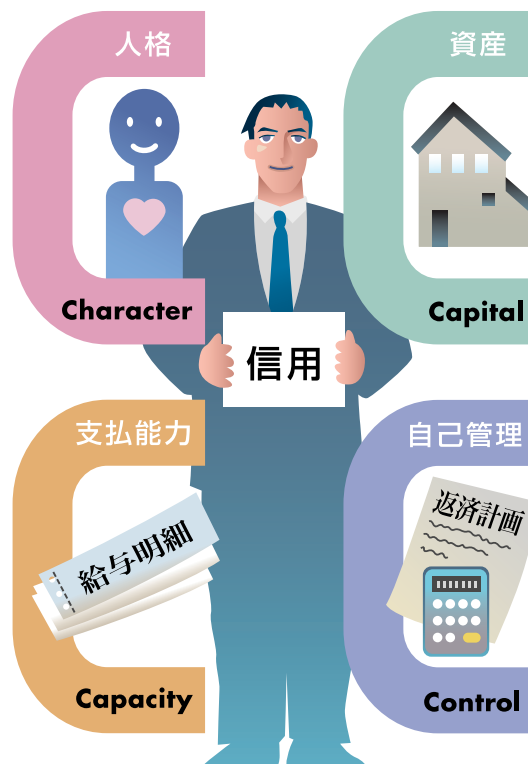 人格
Character
資産
Capital
信用
支払能力
給与明細
Capacity
自己管理
返済計画
Control